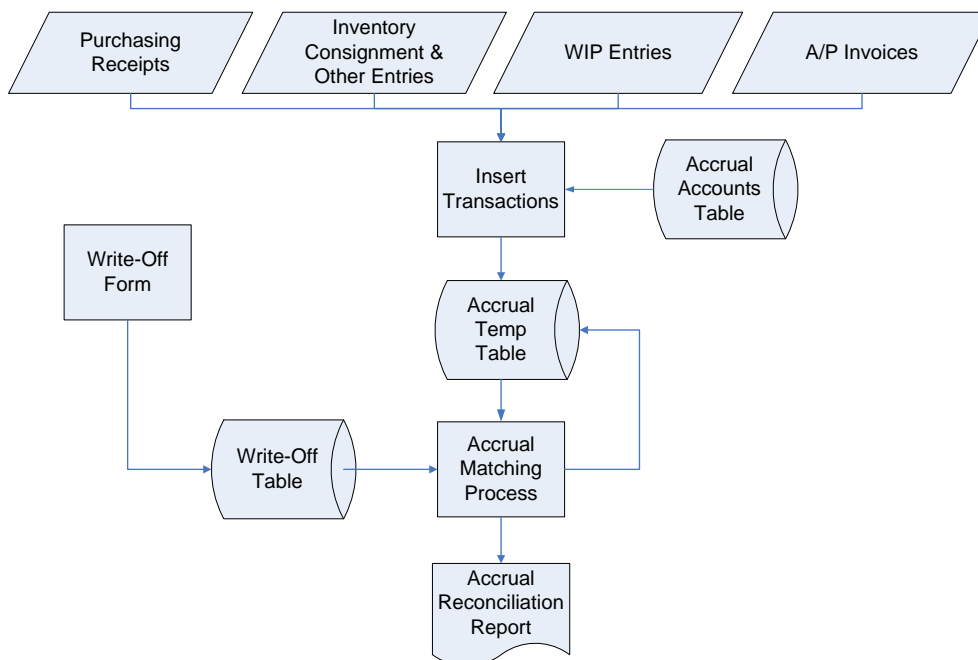 Purchasing
Receipts
Inventory
Consignment &
Other Entries
WIP Entries
A/P Invoices
Insert
Transactions
Accrual
Accounts
Table
Write-Off
Form
Accrual
Temp
Table
Write-Off
Table
Accrual
Matching
Process
Accrual
Reconciliation
Report